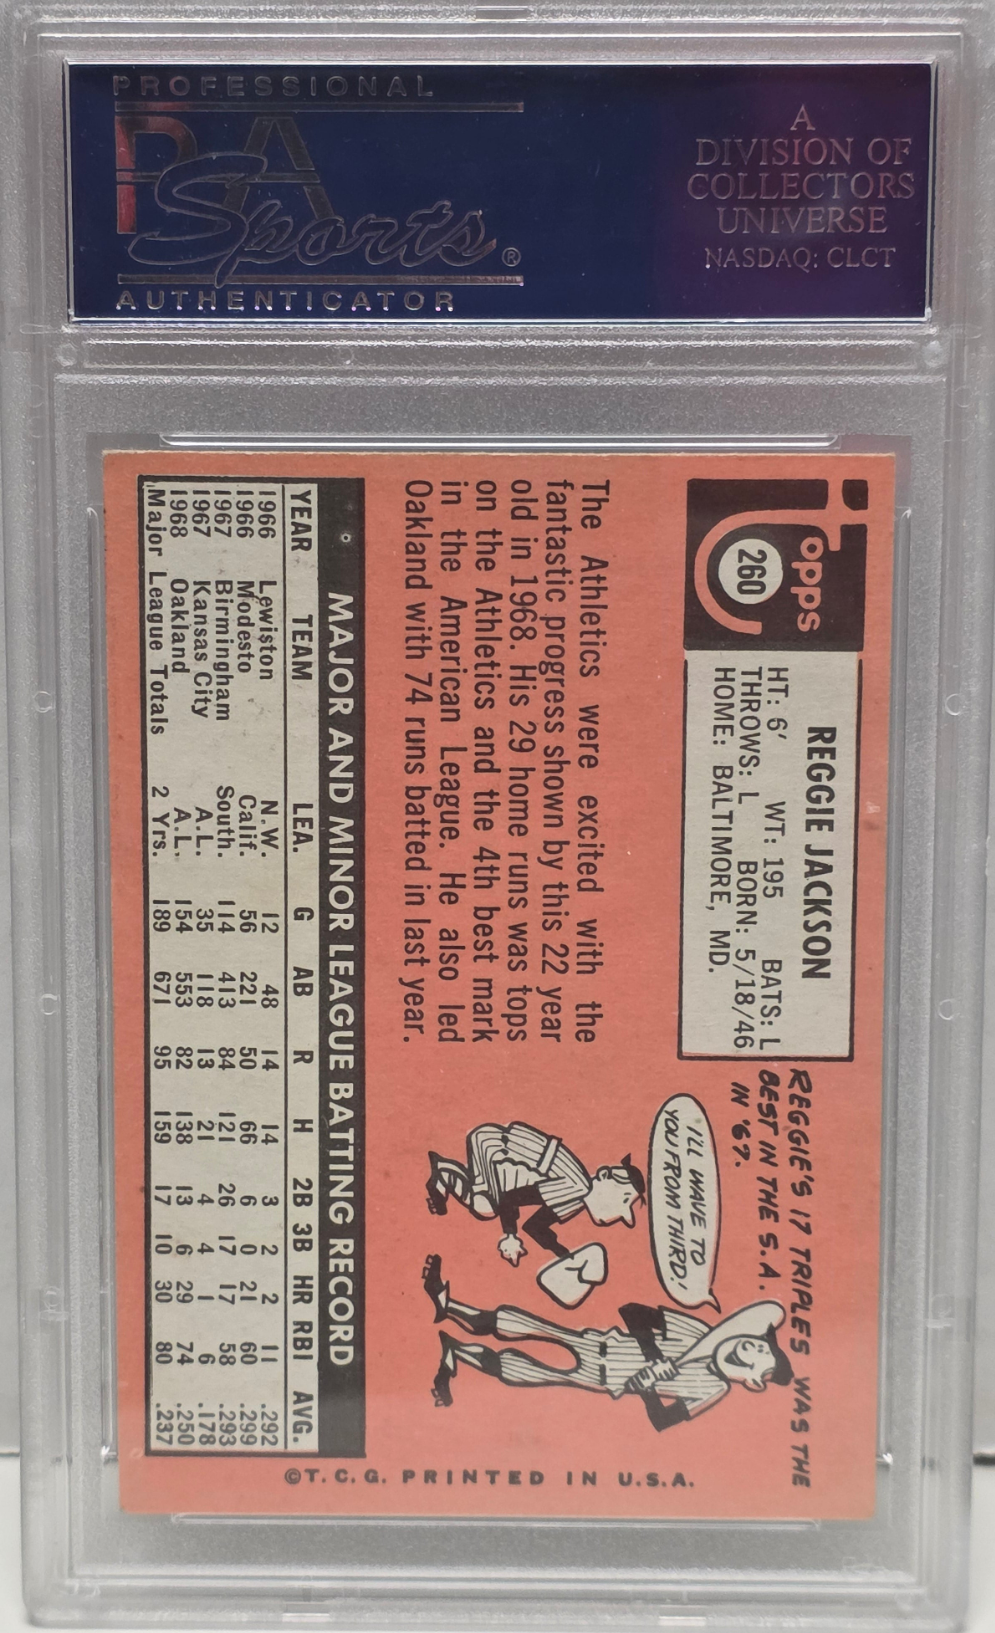 PROFESSIONAL
PSA
Sports®
AUTHENTICATOR
A
DIVISION OF
COLLECTORS
UNIVERSE
NASDAQ: CLCT
Topps
260
REGGIE JACKSON
HT: 6' WT: 195 BATS: L
THROWS: L BORN: 5/18/46
HOME: BALTIMORE, MD.
REGGIE'S 17 TRIPLES WAS THE
BEST IN THE S.A.
IN '67.
I'LL WAVE TO
YOU FROM THIRD!
The Athletics were excited with the
fantastic progress shown by this 22 year
old in 1968. His 29 home runs was tops
on the Athletics and the 4th best mark
in the American League. He also led
Oakland with 74 runs batted in last year.
MAJOR AND MINOR LEAGUE BATTING RECORD
YEAR TEAM LEA. G AB R H 2B 3B HR RBI AVG.
1966 Lewiston N.W. 12 48 14 14 3 2 2 11 .292
1966 Modesto Calif. 56 221 50 66 6 0 21 60 .299
1967 Birmingham South. 114 413 84 121 26 17 17 58 .293
1967 Kansas City A.L. 35 118 13 21 4 4 1 6 .178
1968 Oakland A.L. 154 553 82 138 13 6 29 74 .250
Major League Totals 2 Yrs. 189 671 95 159 17 10 30 80 .237
©T.C.G. PRINTED IN U.S.A.